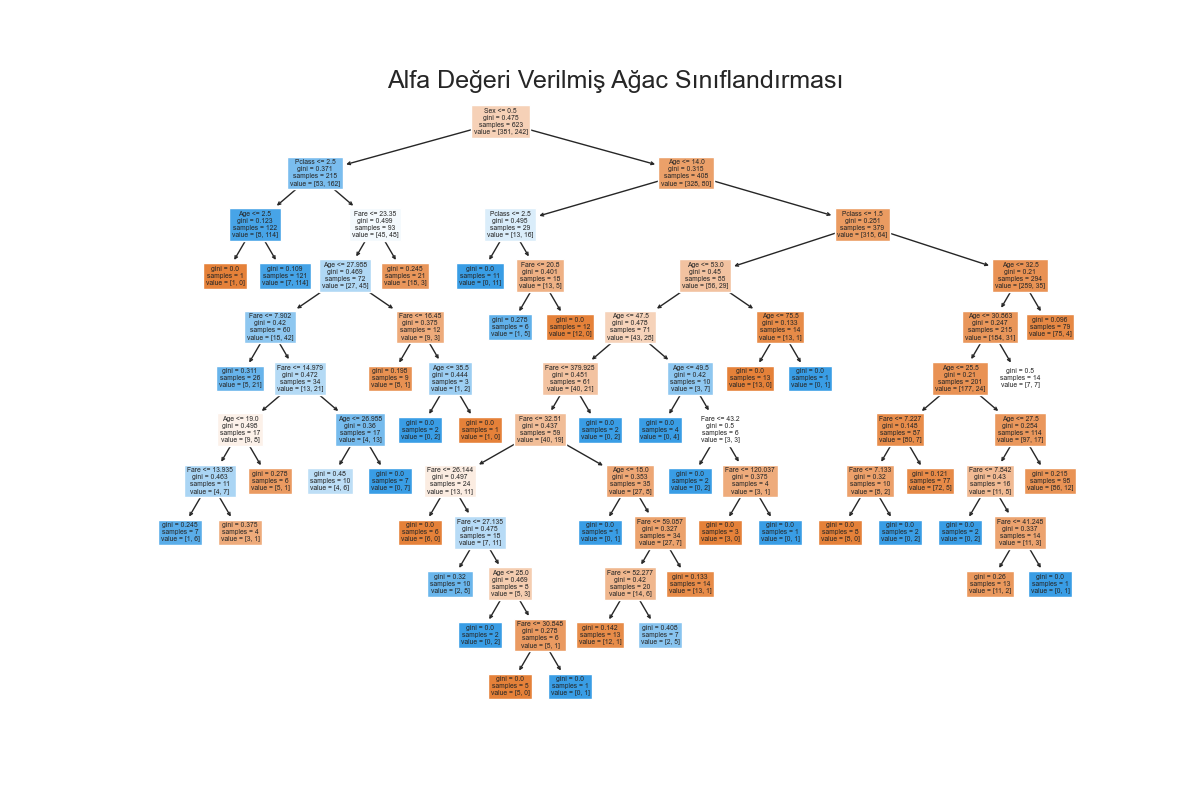 Alfa Değeri Verilmiş Ağac Sınıflandırması
Sex <= 0.5
gini = 0.475
samples = 623
value = [381, 242]
Pclass <= 2.5
gini = 0.371
samples = 215
value = [53, 162]
Age <= 14.0
gini = 0.315
samples = 408
value = [328, 80]
Age <= 2.5
gini = 0.123
samples = 122
value = [8, 114]
Fare <= 23.35
gini = 0.499
samples = 93
value = [45, 48]
Pclass <= 2.5
gini = 0.495
samples = 29
value = [13, 16]
Pclass <= 1.5
gini = 0.281
samples = 379
value = [315, 64]
gini = 0.0
samples = 1
value = [1, 0]
gini = 0.109
samples = 121
value = [7, 114]
Age <= 27.955
gini = 0.469
samples = 72
value = [27, 45]
gini = 0.245
samples = 21
value = [18, 3]
gini = 0.0
samples = 11
value = [0, 11]
Fare <=
gini = 0.401
samples = 18
value = [13, 5]
Age <= 53.0
gini = 0.45
samples = 85
value = [56, 29]
Age <= 32.5
gini = 0.21
samples = 294
value = [259, 35]
Fare <= 7.902
gini = 0.42
samples = 60
value = [18, 42]
Fare <= 16.45
gini = 0.375
samples = 12
value = [9, 3]
gini = 0.278
samples = 6
value = [1, 5]
gini = 0.0
samples = 12
value = [12, 0]
Age <= 47.5
gini = 0.478
samples = 71
value = [43, 28]
Age <= 75.5
gini = 0.133
samples = 14
value = [13, 1]
Age <=
gini = 0.247
samples = 215
value = [184, 31]
gini = 0.096
samples = 79
value = [75, 4]
gini = 0.311
samples = 26
value = [5, 21]
Fare <= 14.979
gini = 0.472
samples = 34
value = [13, 21]
gini = 0.198
samples = 9
value = [8, 1]
Age <=
gini = 0.444
samples = 3
value = [1, 2]
Fare <= 379.925
gini = 0.451
samples = 61
value = [40, 21]
Age <= 49.5
gini = 0.42
samples = 10
value = [3, 7]
gini = 0.0
samples = 13
value = [13, 0]
gini = 0.0
samples = 1
value = [0, 1]
Age <= 25.5
gini = 0.21
samples = 201
value = [177, 24]
gini = 0.5
samples = 14
value = [7, 7]
Age <= 19.0
gini = 0.498
samples = 17
value = [9, 8]
Age <= 26.955
gini = 0.36
samples = 17
value = [4, 13]
gini = 0.0
samples = 2
value = [0, 2]
gini = 0.0
samples = 1
value = [1, 0]
Fare <= 32.51
gini = 0.437
samples = 59
value = [40, 19]
gini = 0.0
samples = 2
value = [0, 2]
gini = 0.0
samples = 4
value = [0, 4]
Fare <= 43.2
gini = 0.5
samples = 6
value = [3, 3]
Fare <= 7.227
gini = 0.148
samples = 87
value = [80, 7]
Age <= 27.5
gini = 0.254
samples = 114
value = [97, 17]
Fare <= 13.935
gini = 0.463
samples = 11
value = [4, 7]
gini = 0.278
samples = 6
value = [5, 1]
gini = 0.48
samples = 10
value = [4, 6]
gini = 0.0
samples = 7
value = [0, 7]
Fare <= 26.144
gini = 0.497
samples = 24
value = [13, 11]
Age <=
gini = 0.353
samples = 35
value = [27, 8]
gini = 0.0
samples = 2
value = [0, 2]
Fare <= 120.037
gini = 0.375
samples = 4
value = [3, 1]
Fare <= 7.133
gini = 0.32
samples = 10
value = [8, 2]
gini = 0.121
samples = 77
value = [72, 5]
Fare <= 7.842
gini = 0.43
samples = 16
value = [11, 5]
gini = 0.215
samples = 98
value = [86, 12]
gini = 0.245
samples = 7
value = [1, 6]
gini = 0.375
samples = 4
value = [3, 1]
gini = 0.0
samples = 6
value = [6, 0]
Fare <= 27.135
gini = 0.475
samples = 18
value = [7, 11]
gini = 0.0
samples = 1
value = [0, 1]
Fare <=
gini = 0.327
samples = 34
value = [27, 7]
gini = 0.0
samples = 3
value = [3, 0]
gini = 0.0
samples = 1
value = [0, 1]
gini = 0.0
samples = 8
value = [8, 0]
gini = 0.0
samples = 2
value = [0, 2]
gini = 0.0
samples = 2
value = [0, 2]
Fare <= 41.248
gini = 0.337
samples = 14
value = [11, 3]
gini = 0.32
samples = 10
value = [2, 8]
Age <=
gini = 0.469
samples = 8
value = [5, 3]
Fare <= 52.277
gini = 0.42
samples = 20
value = [14, 6]
gini = 0.133
samples = 14
value = [13, 1]
gini = 0.26
samples = 13
value = [11, 2]
gini = 0.0
samples = 1
value = [0, 1]
gini = 0.0
samples = 2
value = [0, 2]
Fare <= 30.848
gini = 0.278
samples = 6
value = [5, 1]
gini = 0.142
samples = 13
value = [12, 1]
gini = 0.408
samples = 7
value = [2, 5]
gini = 0.0
samples = 5
value = [5, 0]
gini = 0.0
samples = 1
value = [0, 1]